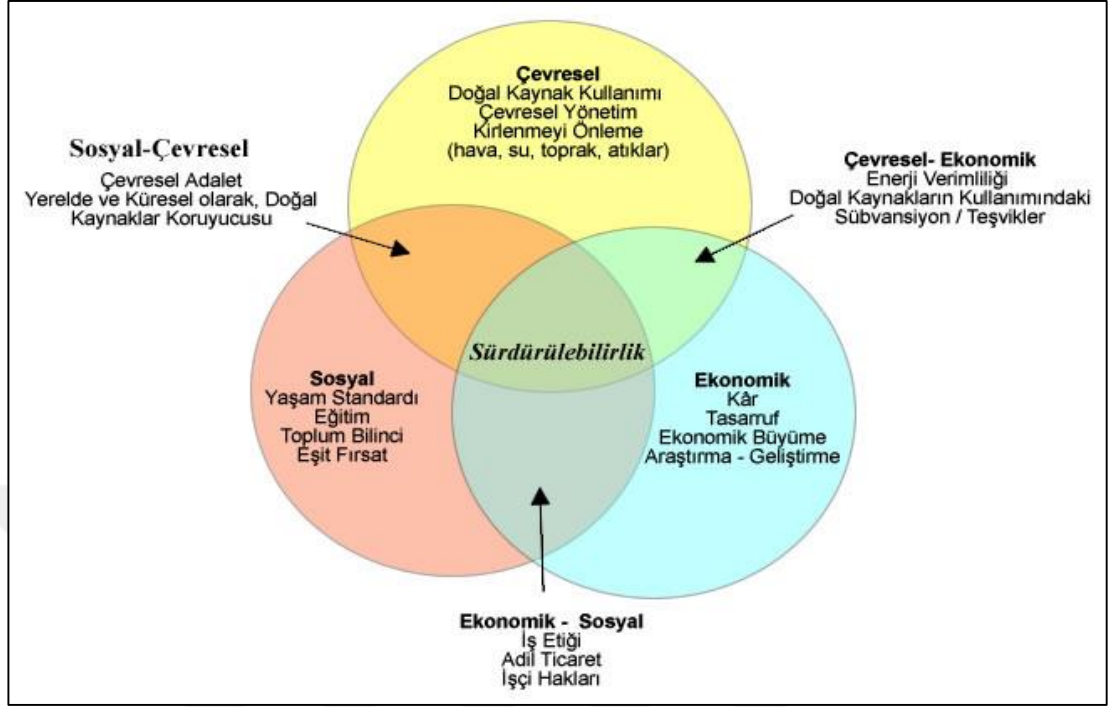 Çevresel
Doğal Kaynak Kullanımı
Çevresel Yönetim
Kirlenmeyi Önleme
(hava, su, toprak, atıklar)
Sosyal-Çevresel
Çevresel Adalet
Yerelde ve Küresel olarak, Doğal
Kaynaklar Koruyucusu
Çevresel- Ekonomik
Enerji Verimliliği
Doğal Kaynakların Kullanımındaki
Sübvansiyon / Teşvikler
Sürdürülebilirlik
Sosyal
Yaşam Standardı
Eğitim
Toplum Bilinci
Eşit Fırsat
Ekonomik
Kâr
Tasarruf
Ekonomik Büyüme
Araştırma - Geliştirme
Ekonomik - Sosyal
İş Etiği
Adil Ticaret
İşçi Hakları